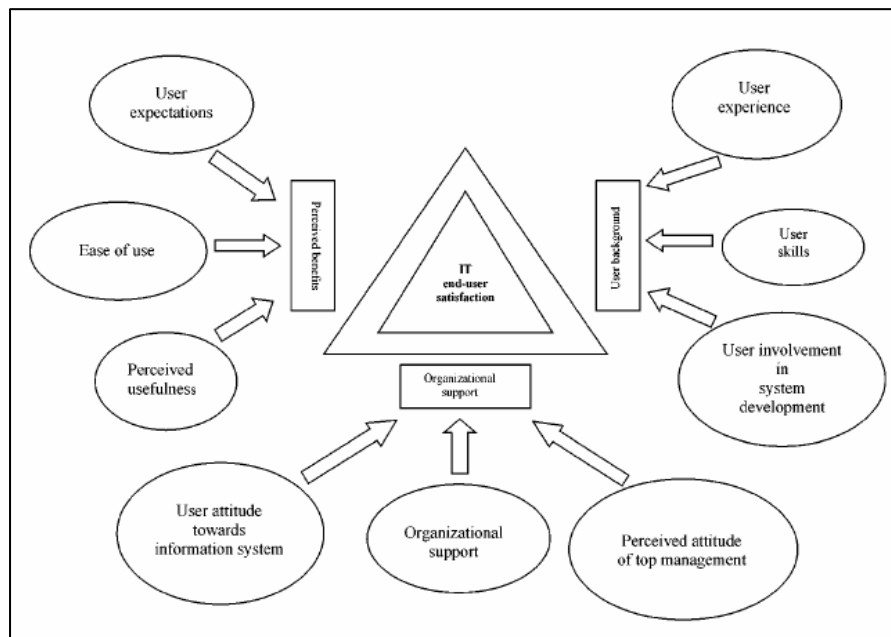 User
expectations
User
experience
Ease of use
Perceived benefits
IT
end-user
satisfaction
User background
User
skills
Perceived
usefulness
Organizational
support
User involvement
in
system
development
User attitude
towards
information system
Organizational
support
Perceived attitude
of top management